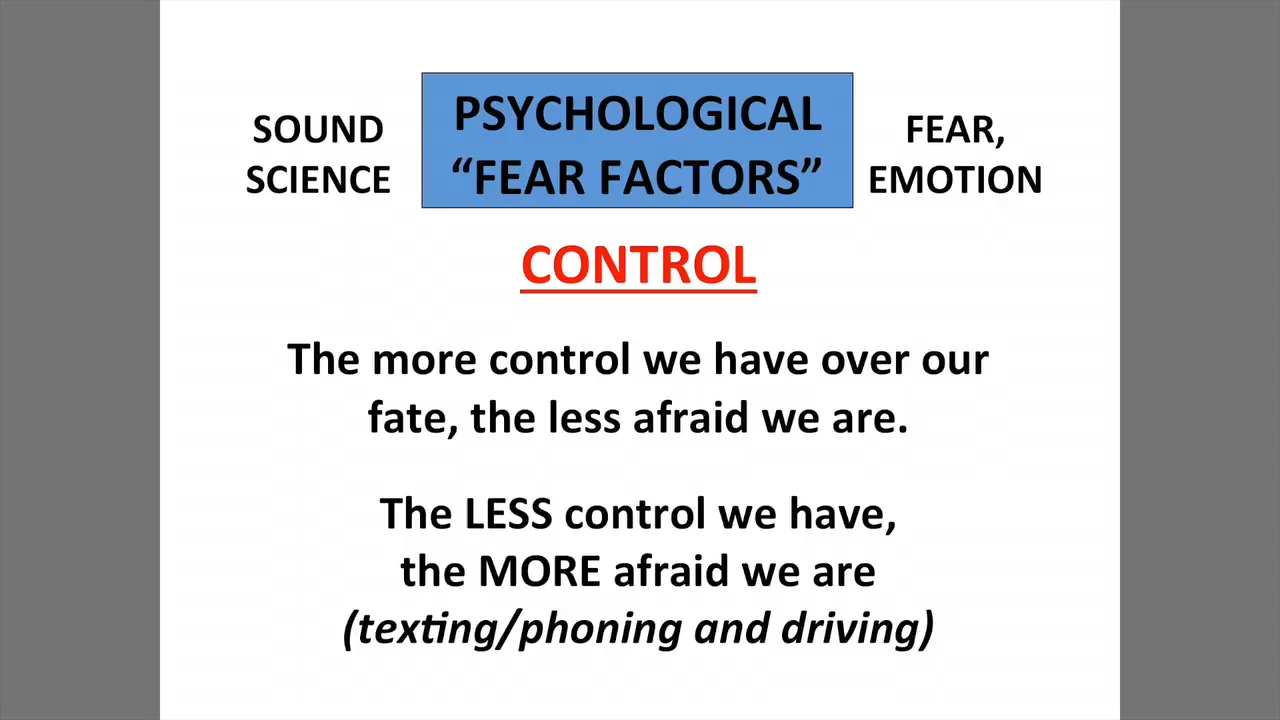 SOUND
SCIENCE
PSYCHOLOGICAL
“FEAR FACTORS”
FEAR,
EMOTION
CONTROL
The more control we have over our
fate, the less afraid we are.
The LESS control we have,
the MORE afraid we are
(texting/phoning and driving)